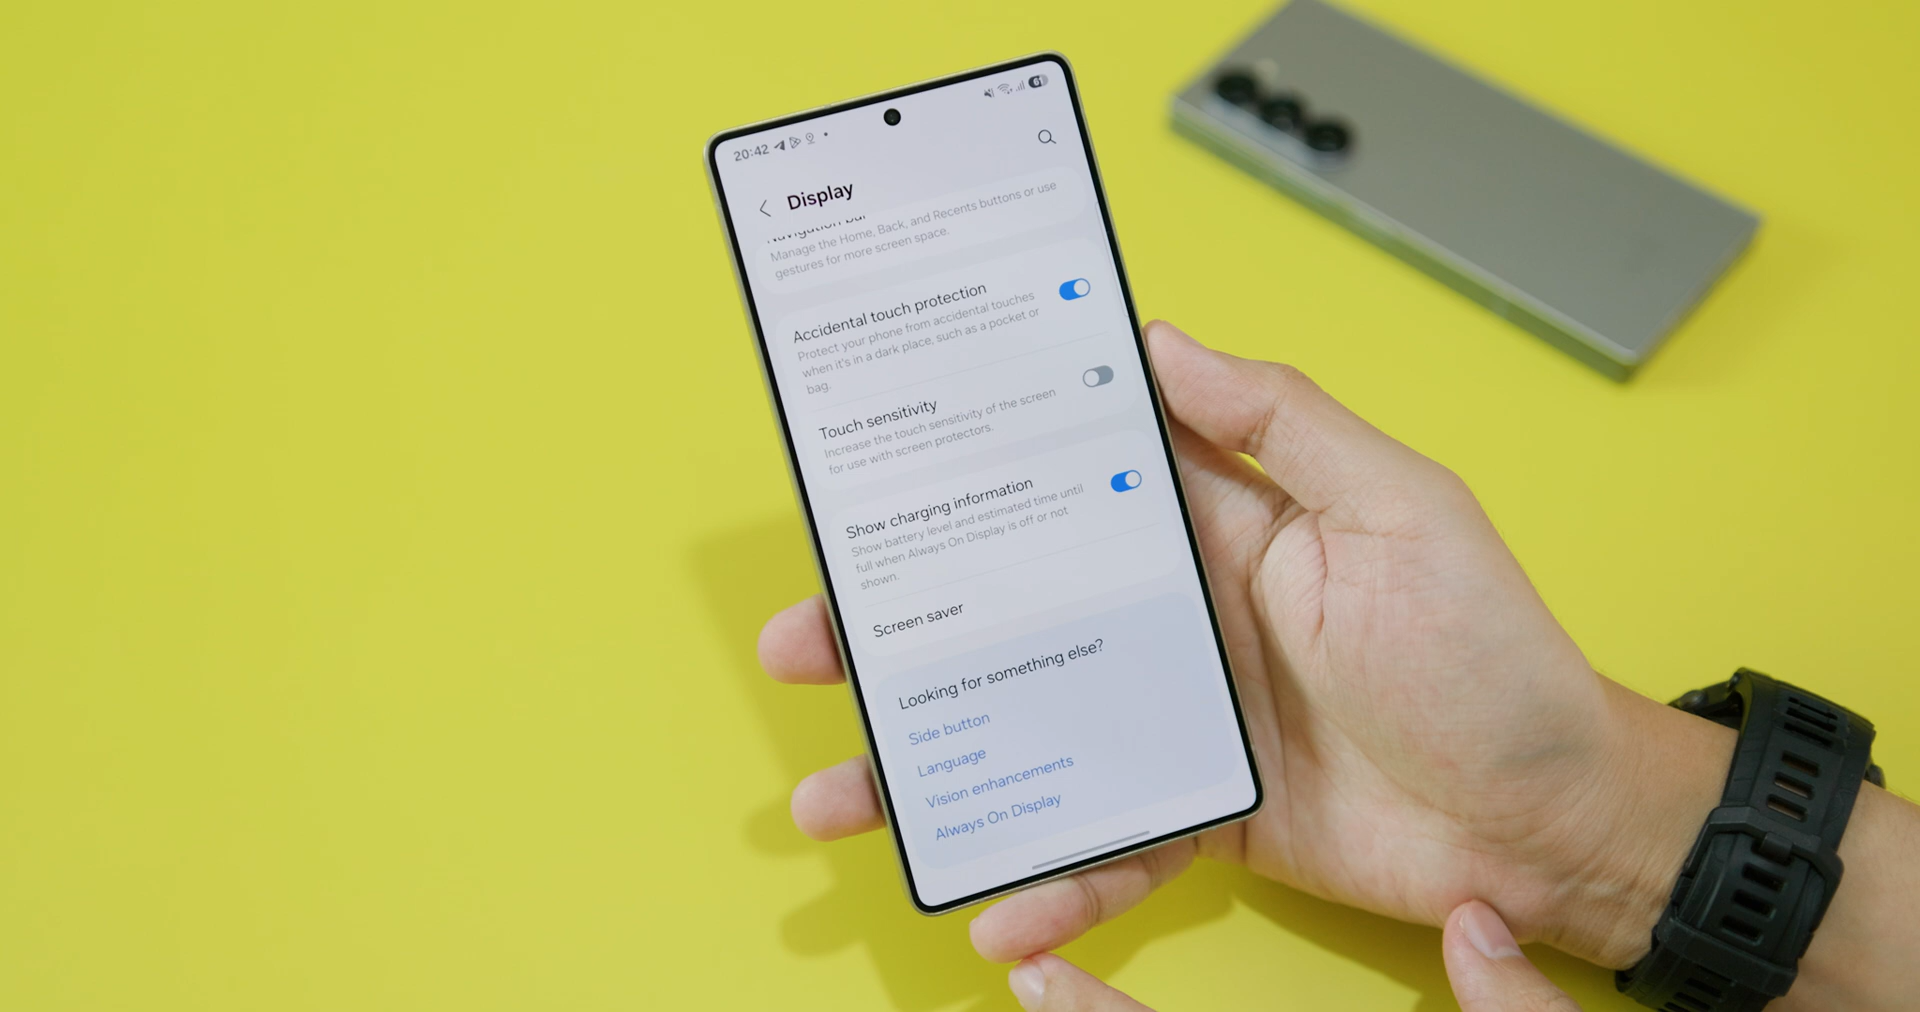 20:42
Display
Navigation bar
Manage the Home, Back, and Recents buttons or use
gestures for more screen space.
Accidental touch protection
Protect your phone from accidental touches
when it's in a dark place, such as a pocket or
bag.
Touch sensitivity
Increase the touch sensitivity of the screen
for use with screen protectors.
Show charging information
Show battery level and estimated time until
full when Always On Display is off or not
shown.
Screen saver
Looking for something else?
Side button
Language
Vision enhancements
Always On Display